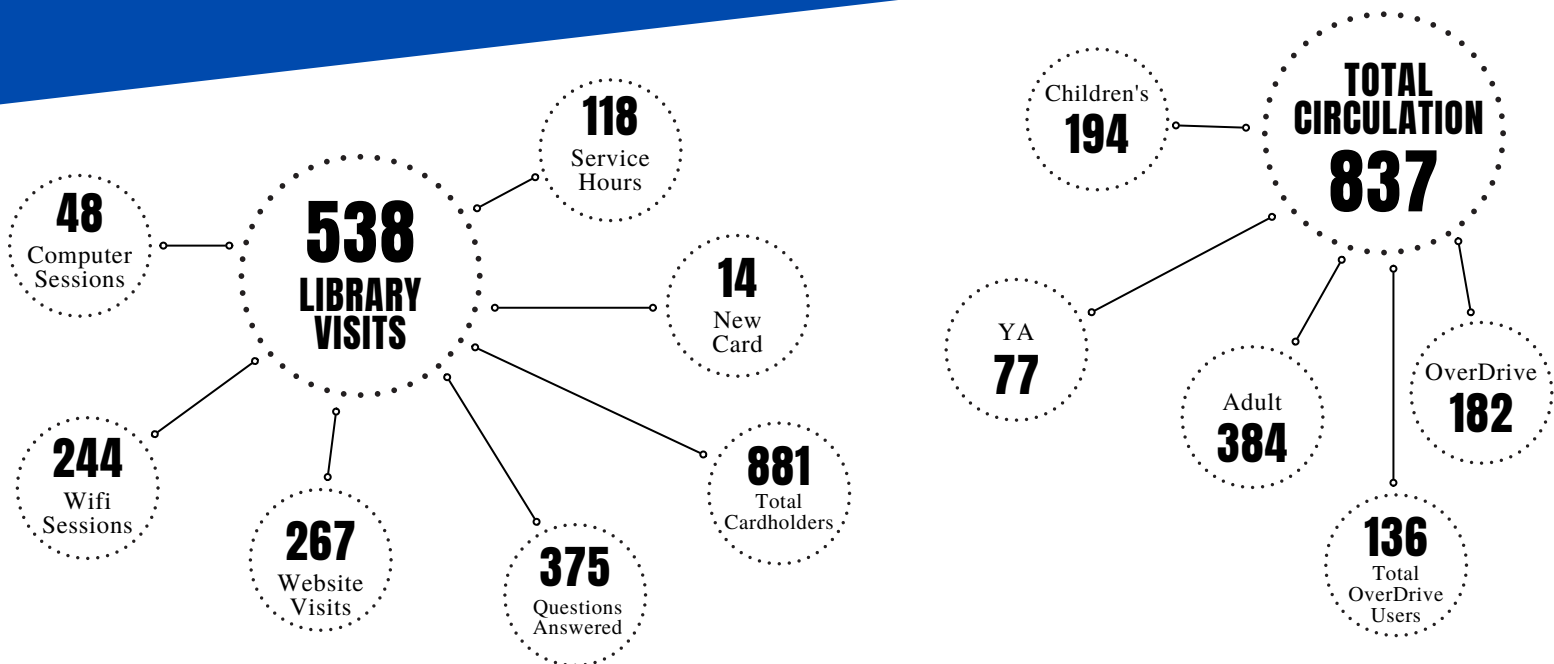 118
Service
Hours
48
Computer
Sessions
538
LIBRARY
VISITS
14
New
Card
244
Wifi
Sessions
267
Website
Visits
375
Questions
Answered
881
Total
Cardholders
TOTAL
CIRCULATION
837
Children's
194
YA
77
Adult
384
OverDrive
182
136
Total
OverDrive
Users